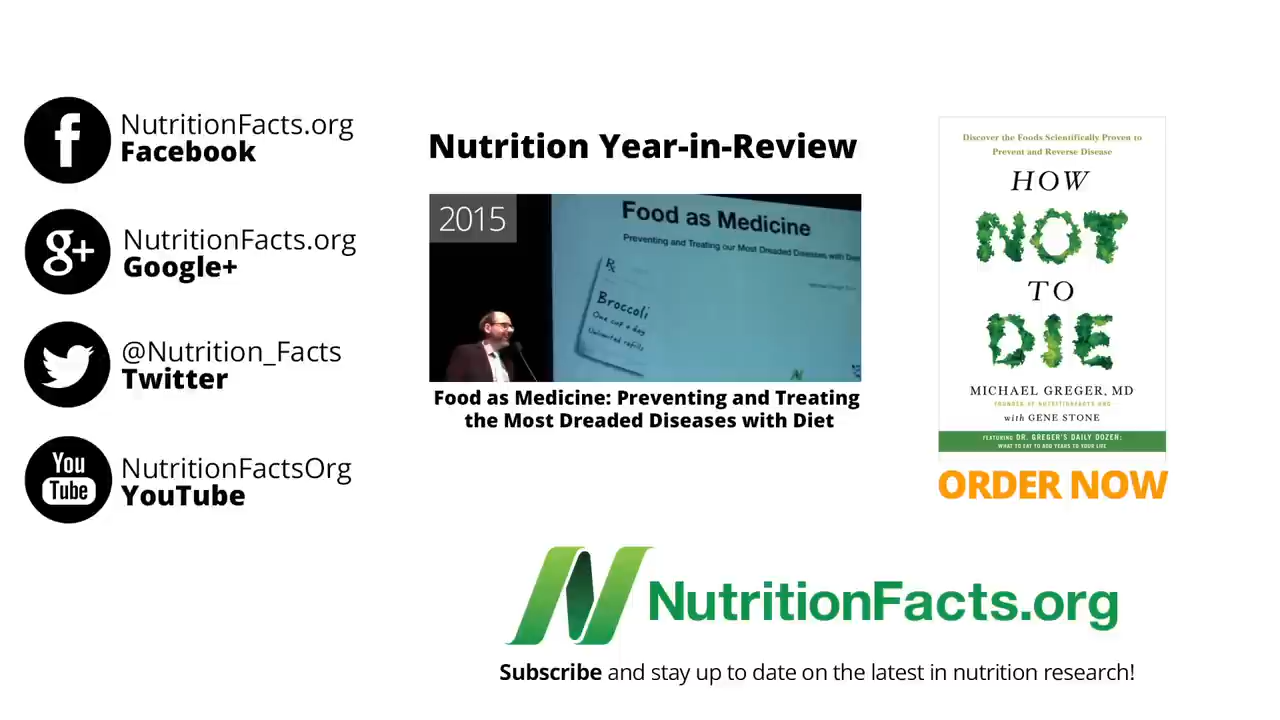 NutritionFacts.org
Facebook
NutritionFacts.org
Google+
@Nutrition_Facts
Twitter
You
Tube
NutritionFactsOrg
YouTube
Nutrition Year-in-Review
2015
Food as Medicine
Preventing and Treating our Most Dreaded Diseases with Diet
Broccoli
One cup a day
Unlimited refills
Food as Medicine: Preventing and Treating
the Most Dreaded Diseases with Diet
Discover the Foods Scientifically Proven to
Prevent and Reverse Disease
HOW
NOT
TO
DIE
MICHAEL GREGER, MD
FOUNDER OF NUTRITIONFACTS.ORG
with GENE STONE
FEATURING DR. GREGER'S DAILY DOZEN:
WHAT TO EAT TO ADD YEARS TO YOUR LIFE
ORDER NOW
NutritionFacts.org
Subscribe and stay up to date on the latest in nutrition research!